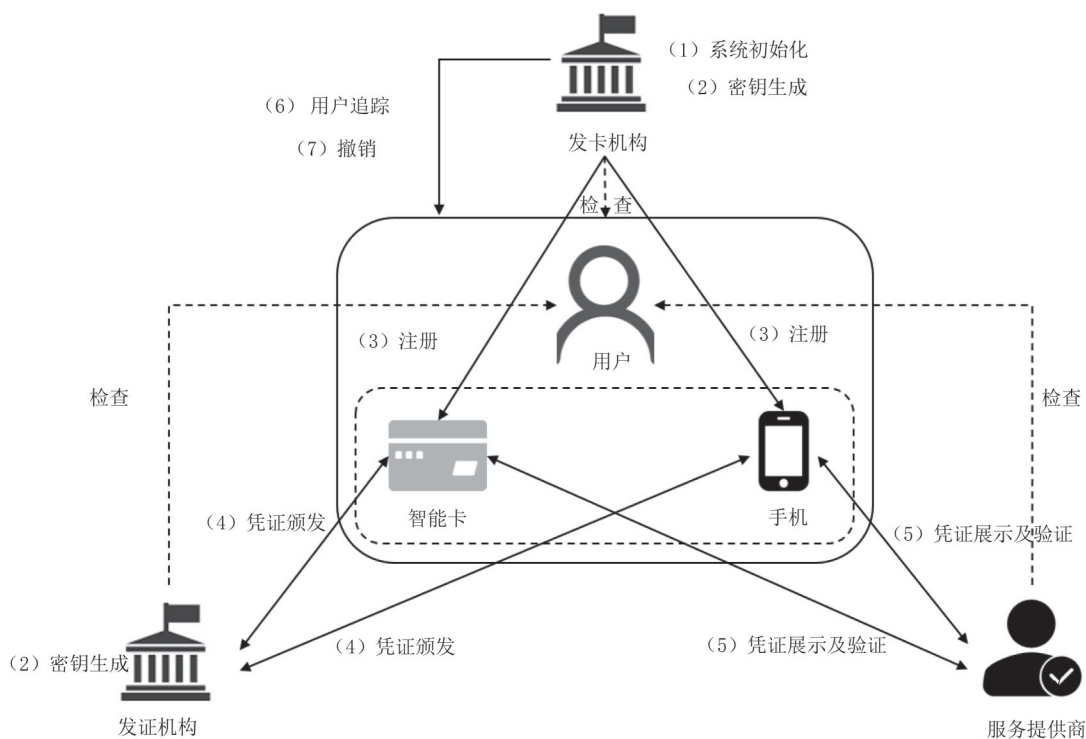 （1）系统初始化
（2）密钥生成
（6） 用户追踪
（7）撤销
发卡机构
检 查
（3）注册
（3）注册
用户
检查
检查
智能卡
手机
（4）凭证颁发
（5）凭证展示及验证
（4）凭证颁发
（5）凭证展示及验证
（2）密钥生成
发证机构
服务提供商